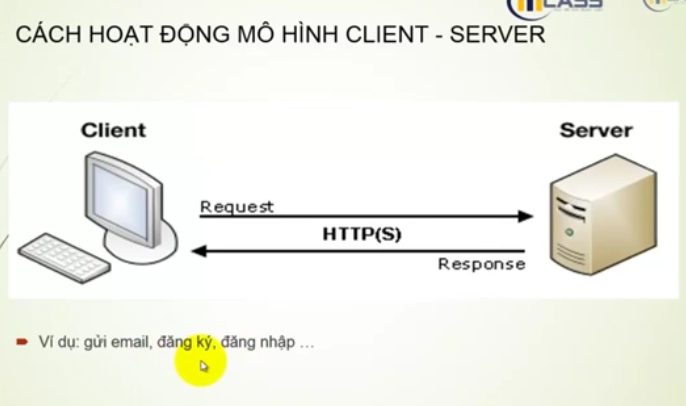 CÁCH HOẠT ĐỘNG MÔ HÌNH CLIENT - SERVER
Client
Server
Request
HTTP(S)
Response
Ví dụ: gửi email, đăng ký, đăng nhập ...